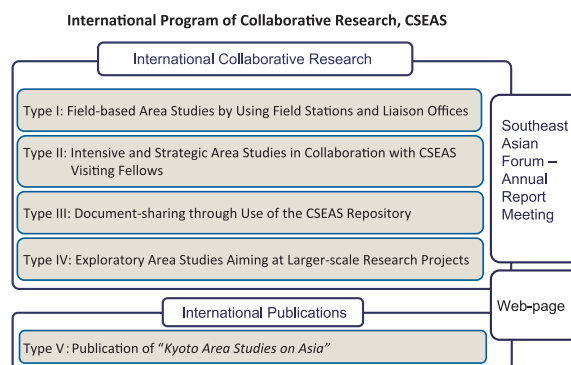 International Program of Collaborative Research, CSEAS
International Collaborative Research
Type I: Field-based Area Studies by Using Field Stations and Liaison Offices
Type II: Intensive and Strategic Area Studies in Collaboration with CSEAS
Visiting Fellows
Type III: Document-sharing through Use of the CSEAS Repository
Type IV: Exploratory Area Studies Aiming at Larger-scale Research Projects
Southeast
Asian
Forum –
Annual
Report
Meeting
Web-page
International Publications
Type V: Publication of “Kyoto Area Studies on Asia”